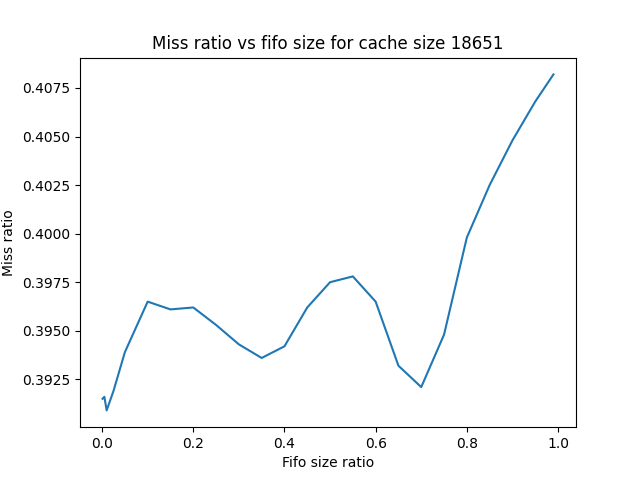 Miss ratio vs fifo size for cache size 18651
0.4075
0.4050
0.4025
0.4000
0.3975
0.3950
0.3925
Miss ratio
0.0 0.2 0.4 0.6 0.8 1.0
Fifo size ratio